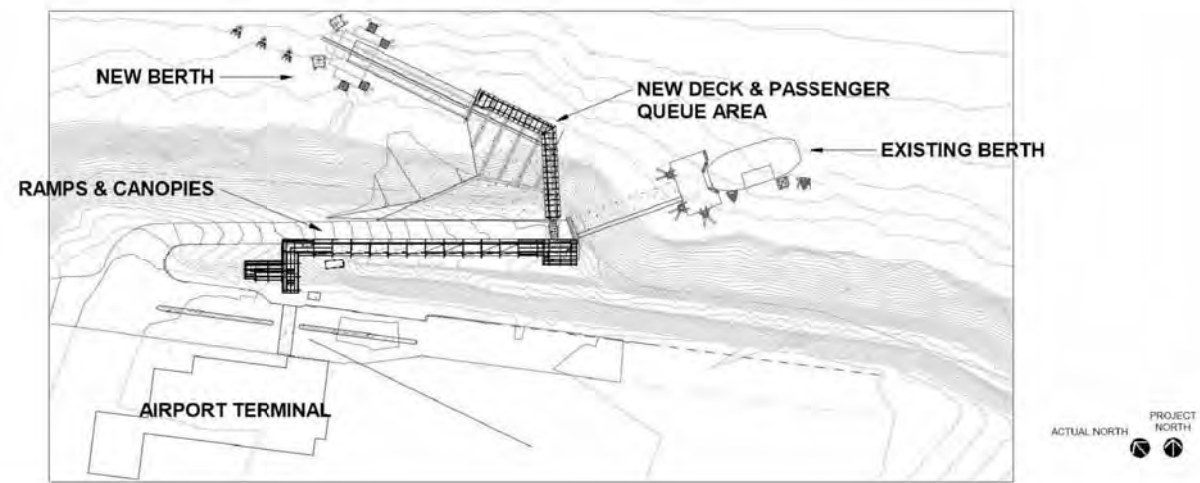 NEW BERTH
NEW DECK & PASSENGER
QUEUE AREA
EXISTING BERTH
RAMPS & CANOPIES
AIRPORT TERMINAL
ACTUAL NORTH
PROJECT
NORTH